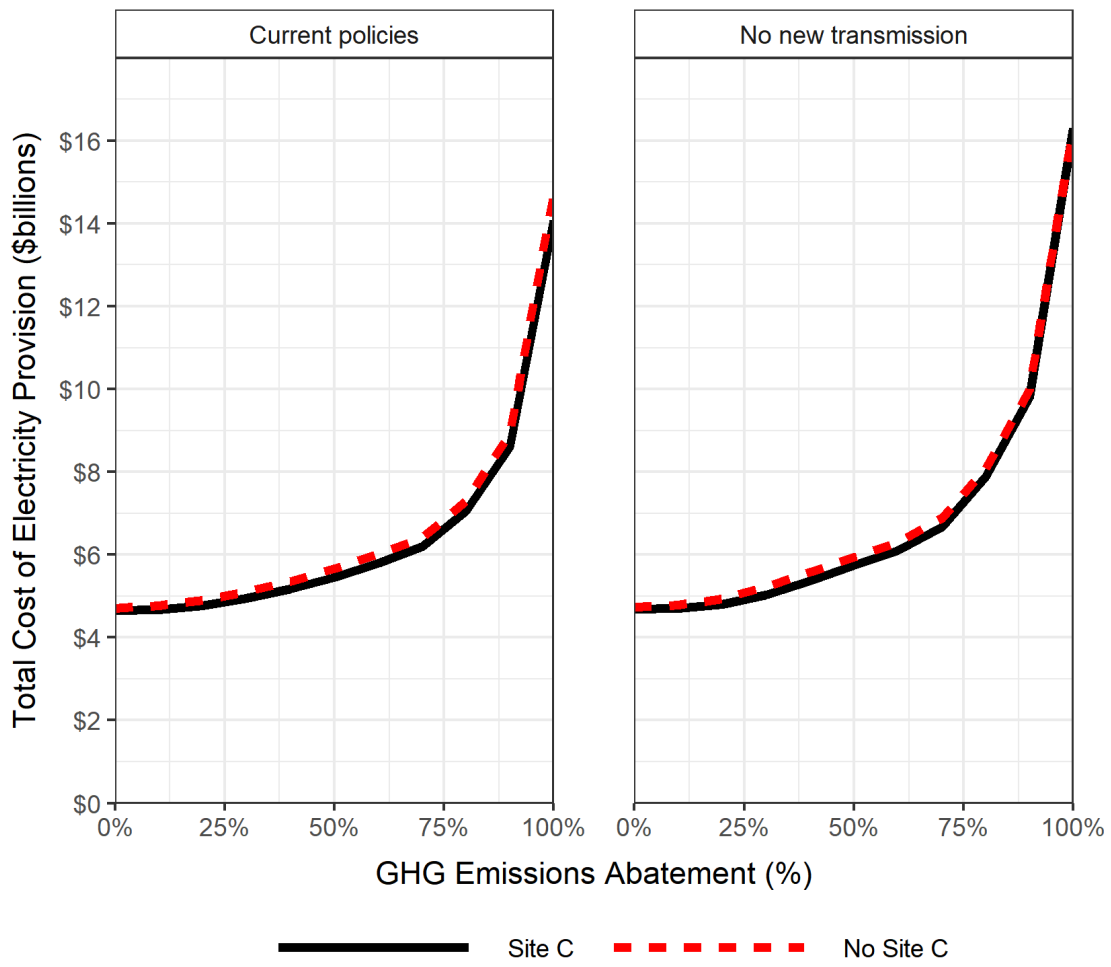 Current policies
No new transmission
Total Cost of Electricity Provision ($billions)
$16
$14
$12
$10
$8
$6
$4
$2
$0
0% 25% 50% 75% 100%
0% 25% 50% 75% 100%
GHG Emissions Abatement (%)
Site C
No Site C